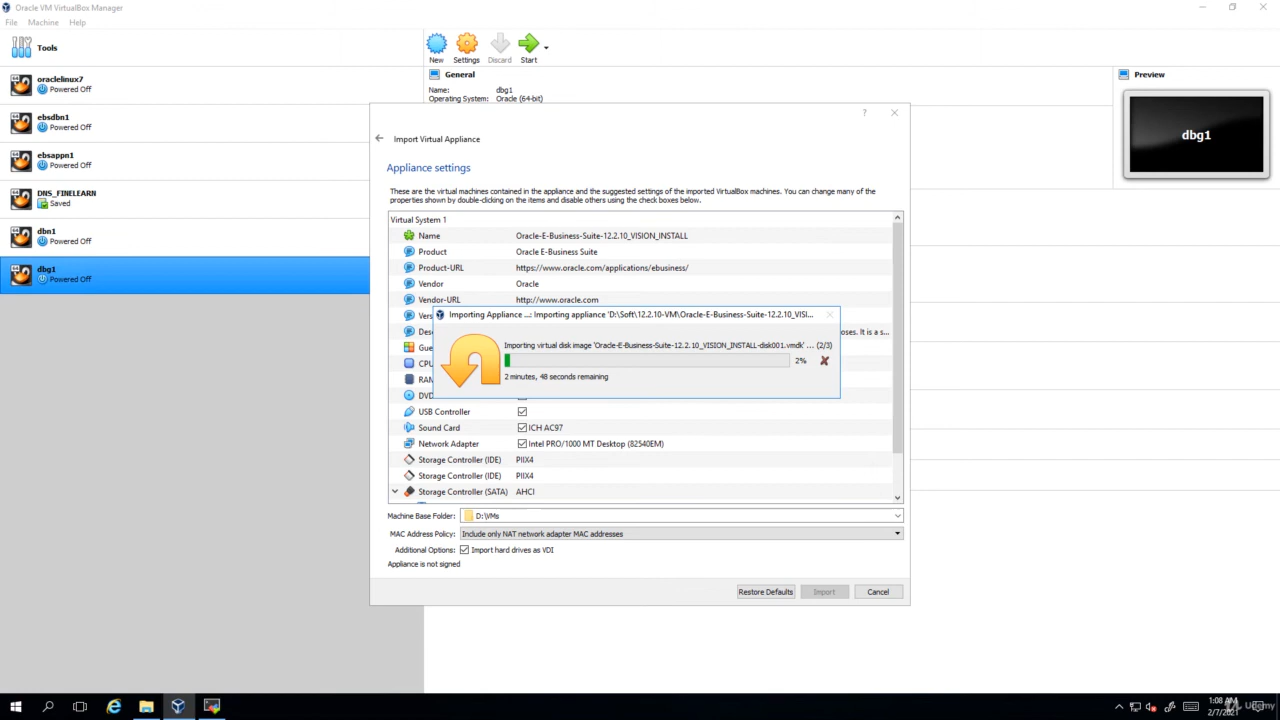 Oracle VM VirtualBox Manager
File Machine Help
Tools
New Settings Discard Start
oraclelinux7
Powered Off
ebsdbn1
Powered Off
ebsappn1
Powered Off
DNS_FINELEARN
Saved
dbn1
Powered Off
dbg1
Powered Off
General
Name: dbg1
Operating System: Oracle (64-bit)
Preview
dbg1
?
Import Virtual Appliance
Appliance settings
These are the virtual machines contained in the appliance and the suggested settings of the imported VirtualBox machines. You can change many of the
properties shown by double-clicking on the items and disable others using the check boxes below.
Virtual System 1
Name Oracle-E-Business-Suite-12.2.10_VISION_INSTALL
Product Oracle E-Business Suite
Product-URL https://www.oracle.com/applications/ebusiness/
Vendor Oracle
Vendor-URL http://www.oracle.com
Importing Appliance ...: Importing appliance 'D:\Soft\12.2.10-VM\Oracle-E-Business-Suite-12.2.10_VISI...
Importing virtual disk image 'Oracle-E-Business-Suite-12.2.10_VISION_INSTALL-disk001.vmdk' ... (2/3)
2%
2 minutes, 48 seconds remaining
CPU
RAM
DVD
USB Controller
Sound Card ICH AC97
Network Adapter Intel PRO/1000 MT Desktop (82540EM)
Storage Controller (IDE) PIIX4
Storage Controller (IDE) PIIX4
Storage Controller (SATA) AHCI
Machine Base Folder: D:\VMs
MAC Address Policy: Include only NAT network adapter MAC addresses
Additional Options: Import hard drives as VDI
Appliance is not signed
Restore Defaults Import Cancel
1:08 AM
Udemy